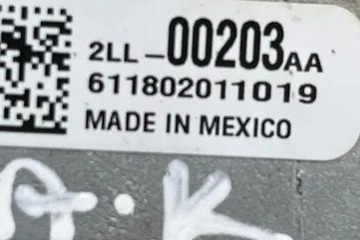 2LL-00203AA
611802011019
MADE IN MEXICO
A.K